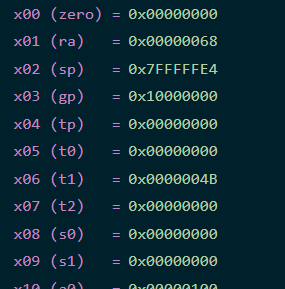 x00 (zero) = 0x00000000
x01 (ra)   = 0x00000068
x02 (sp)   = 0x7FFFFFE4
x03 (gp)   = 0x10000000
x04 (tp)   = 0x00000000
x05 (t0)   = 0x00000000
x06 (t1)   = 0x0000004B
x07 (t2)   = 0x00000000
x08 (s0)   = 0x00000000
x09 (s1)   = 0x00000000
x10 (a0)   = 0x00000100